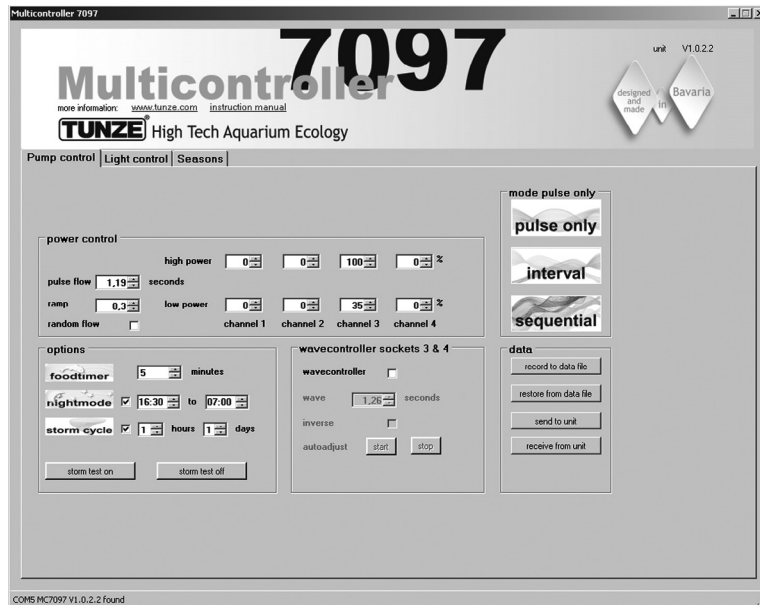 Multicontroller 7097
7097
Multicontroller
unit V1.0.2.2
more information: www.tunze.com instruction manual
TUNZE® High Tech Aquarium Ecology
designed and made
in
Bavaria
Pump control Light control Seasons
power control
high power 0 0 100 0 %
pulse flow 1,19 seconds
ramp 0,3 low power 0 0 35 0 %
random flow channel 1 channel 2 channel 3 channel 4
mode pulse only
pulse only
interval
sequential
options
foodtimer 5 minutes
nightmode 16:30 to 07:00
storm cycle 1 hours 1 days
storm test on storm test off
wavecontroller sockets 3 & 4
wavecontroller
wave 1,26 seconds
inverse
autoadjust start stop
data
record to data file
restore from data file
send to unit
receive from unit
COM5 MC7097 V1.0.2.2 found